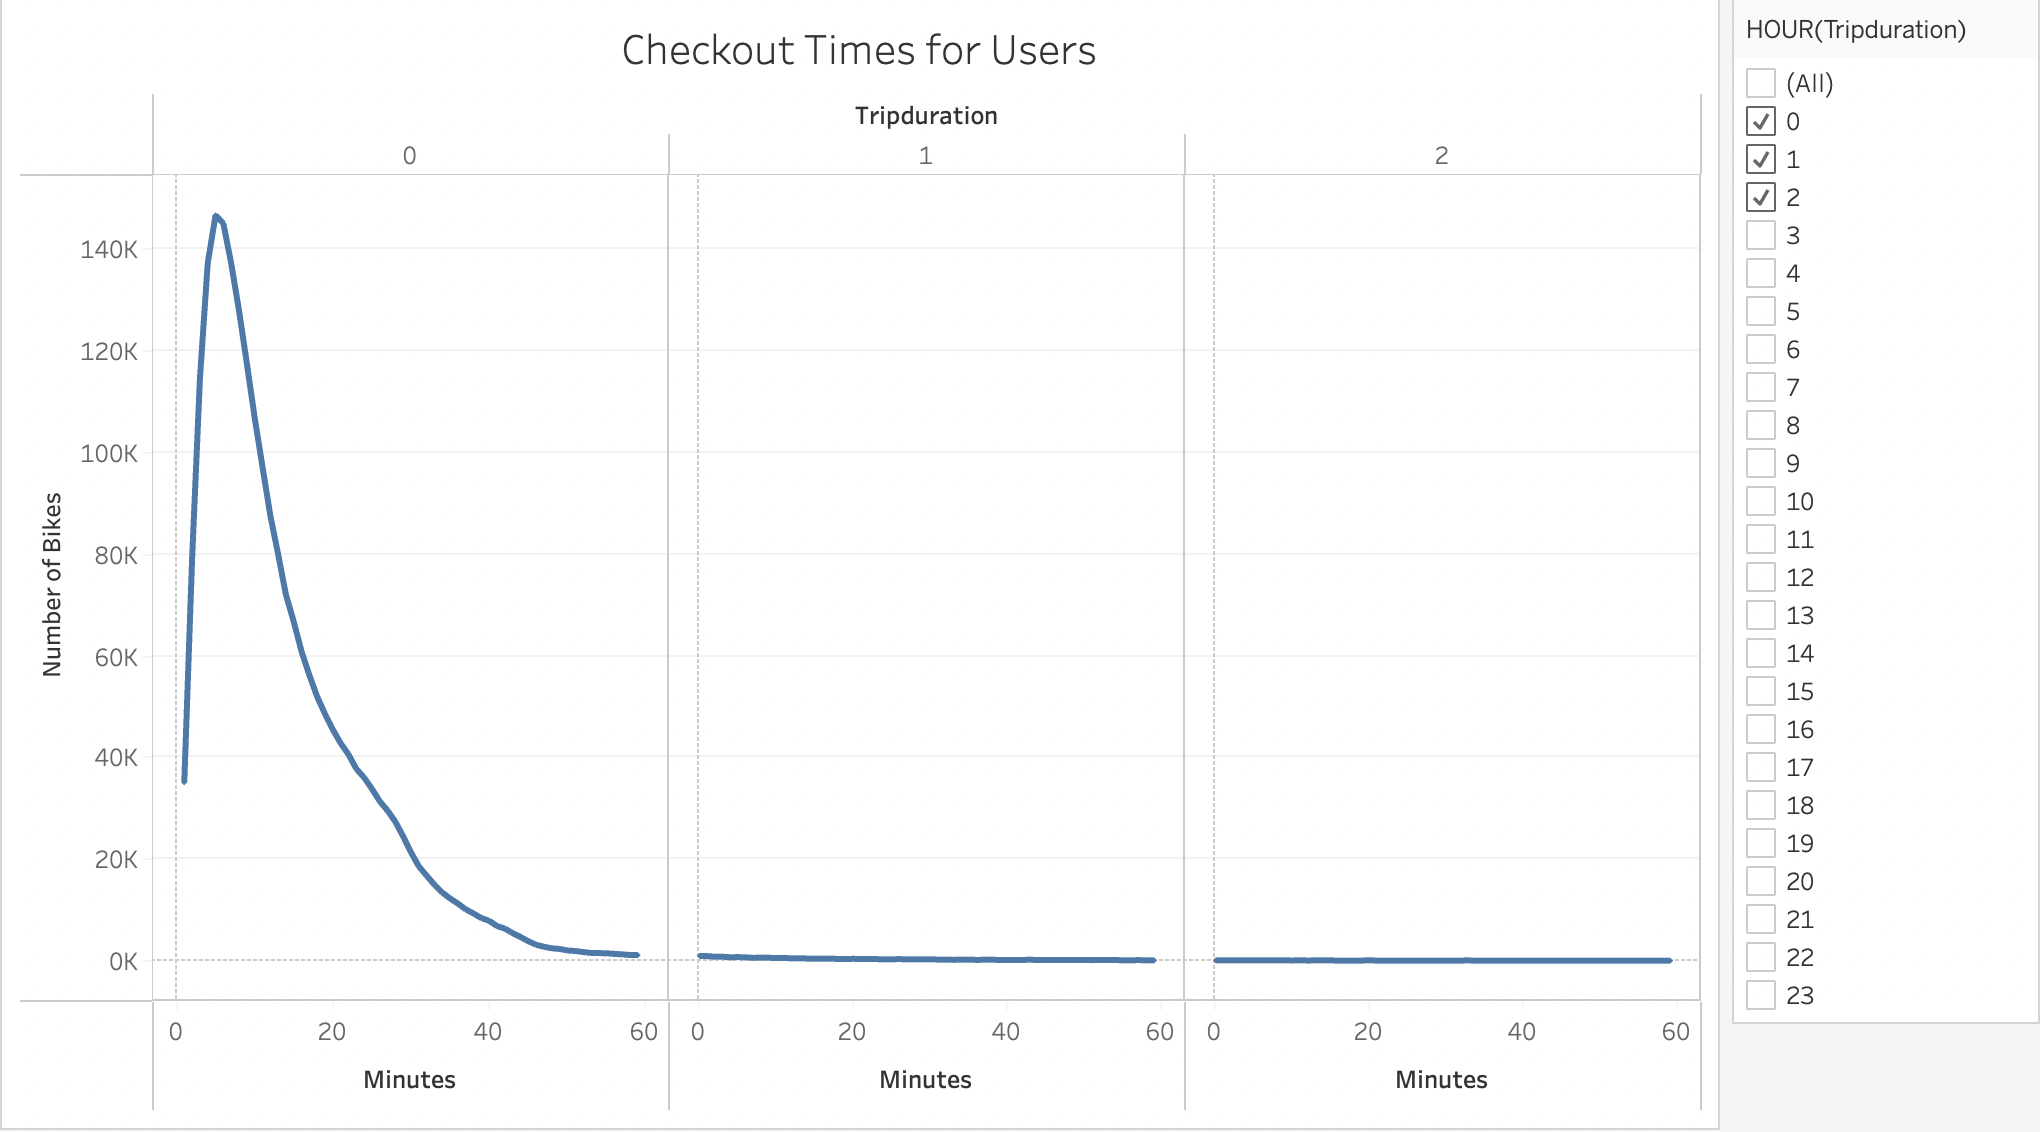 Checkout Times for Users
Tripduration
0 1 2
Number of Bikes
140K
120K
100K
80K
60K
40K
20K
0K
0 20 40 60 0 20 40 60 0 20 40 60
Minutes Minutes Minutes
HOUR(Tripduration)
(All)
0
1
2
3
4
5
6
7
8
9
10
11
12
13
14
15
16
17
18
19
20
21
22
23